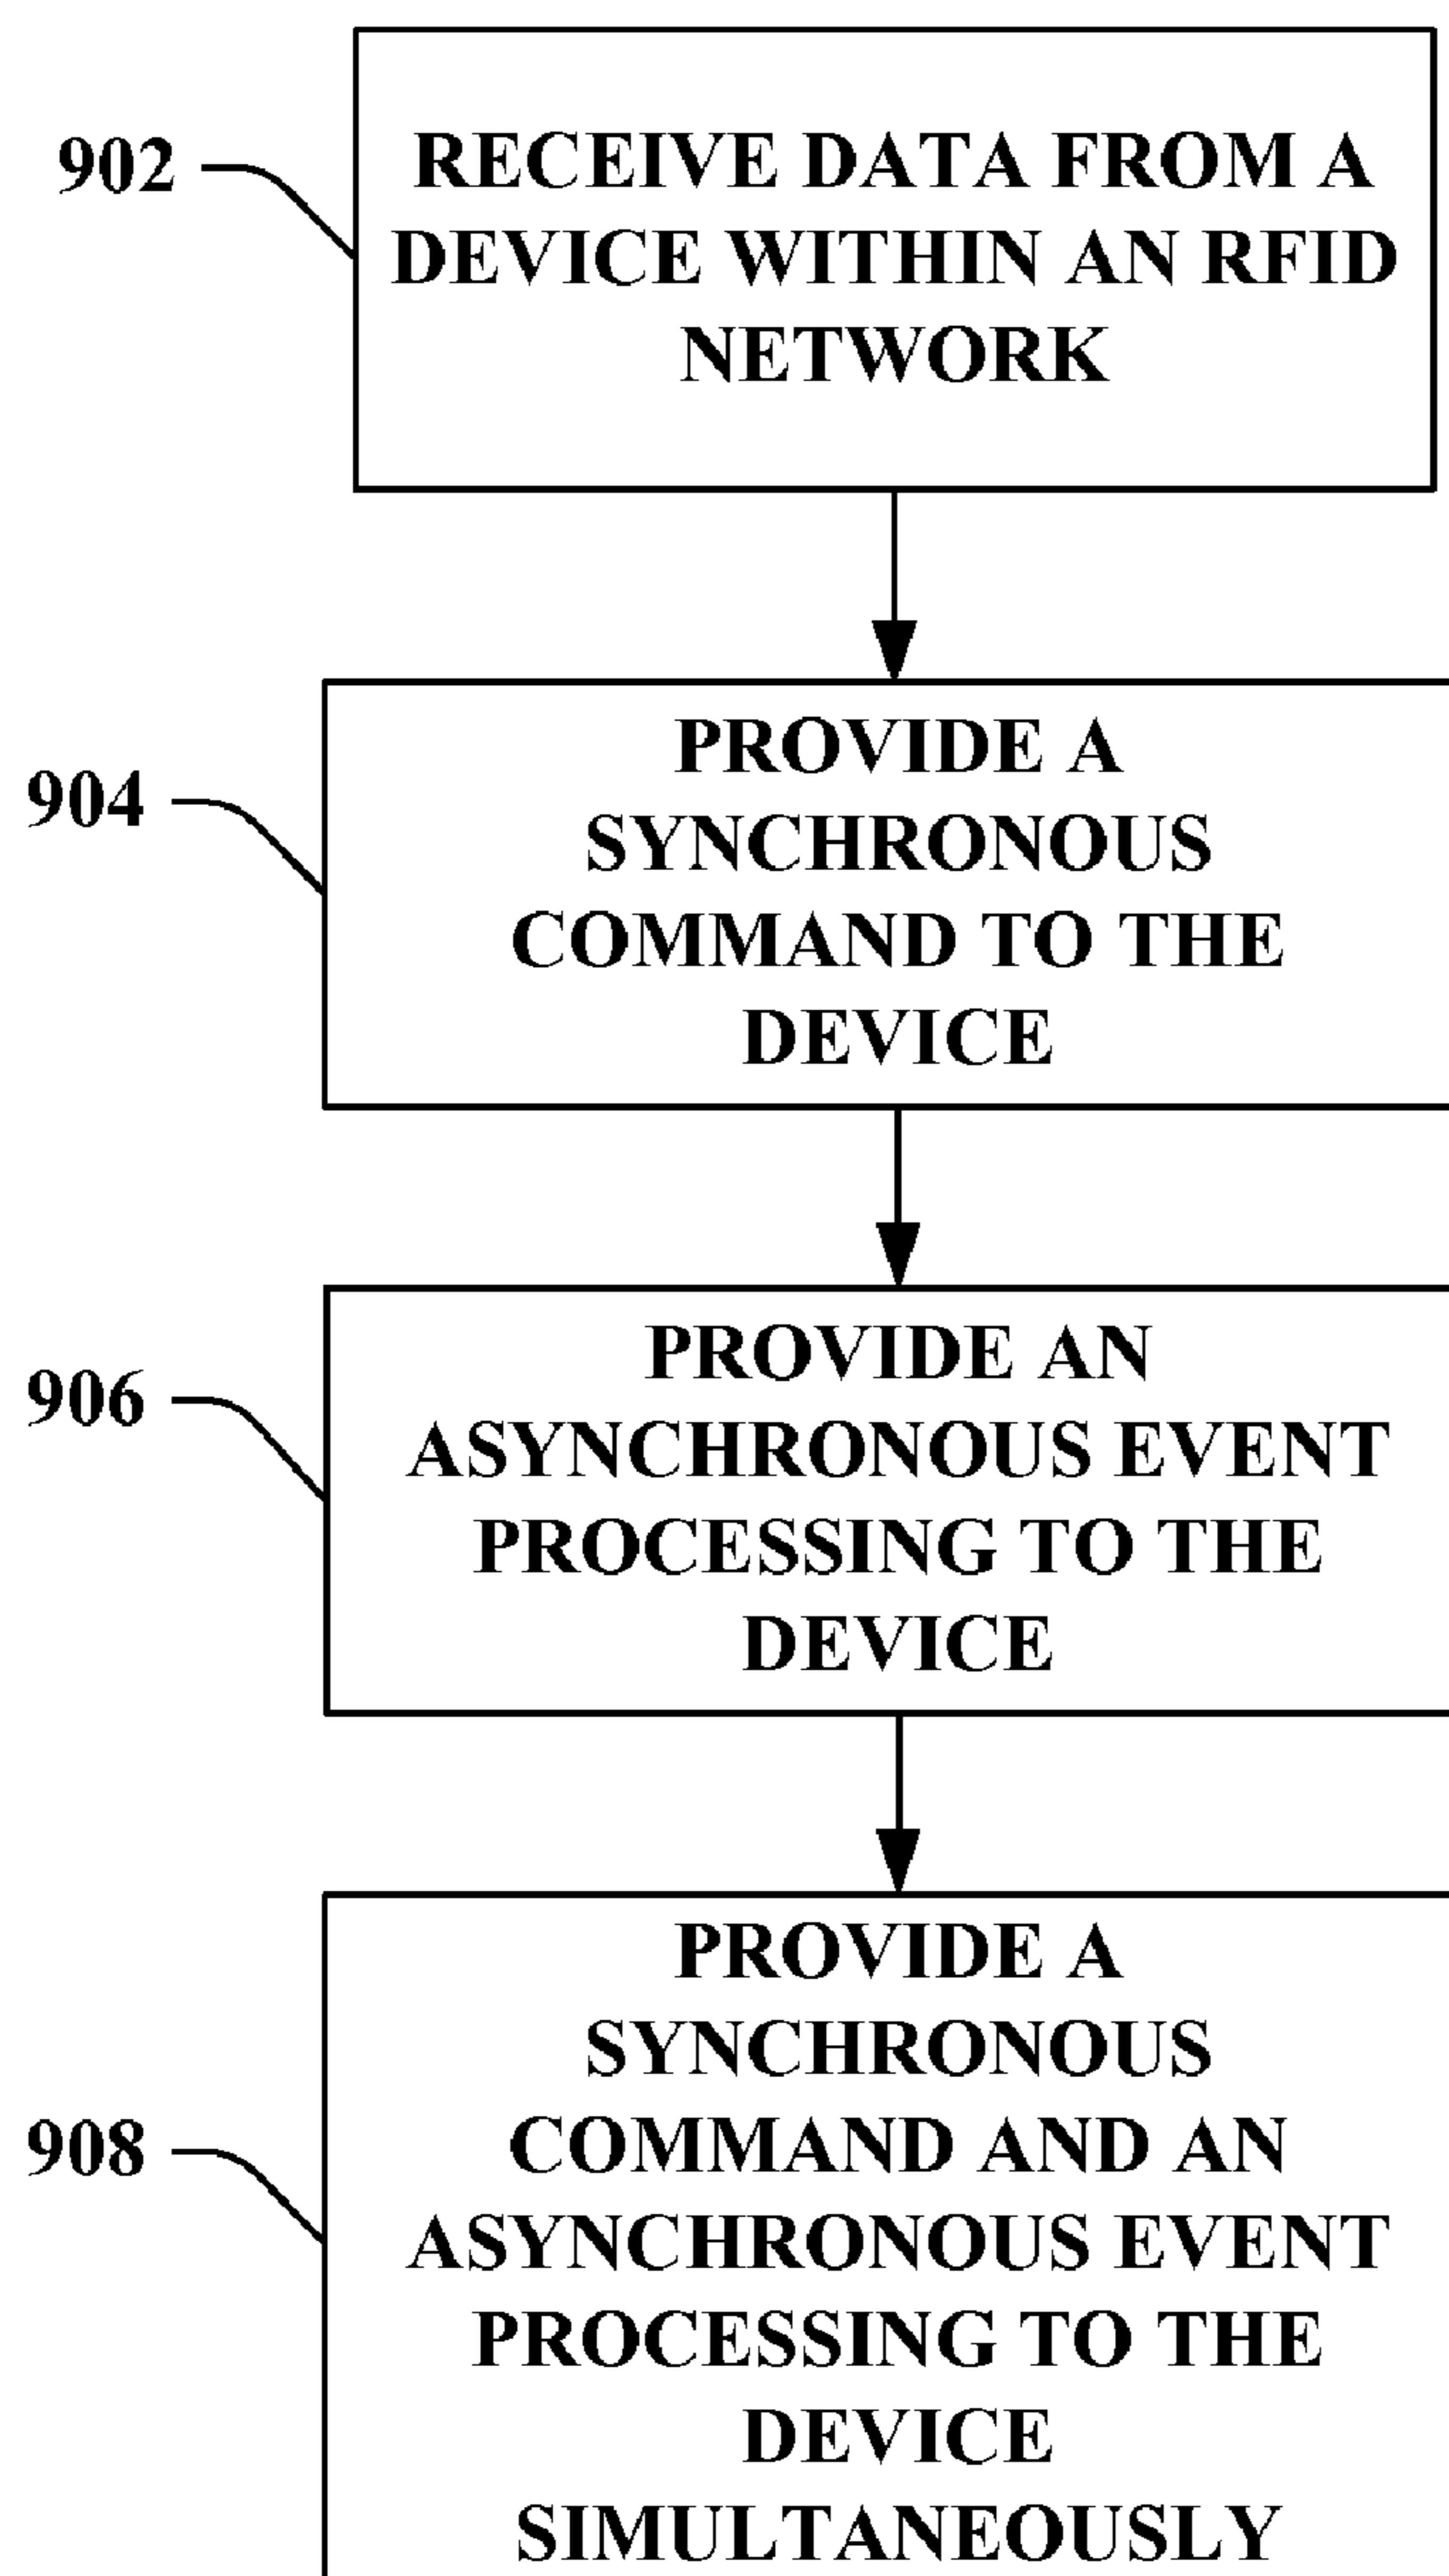 902
RECEIVE DATA FROM A
DEVICE WITHIN AN RFID
NETWORK
904
PROVIDE A
SYNCHRONOUS
COMMAND TO THE
DEVICE
906
PROVIDE AN
ASYNCHRONOUS EVENT
PROCESSING TO THE
DEVICE
908
PROVIDE A
SYNCHRONOUS
COMMAND AND AN
ASYNCHRONOUS EVENT
PROCESSING TO THE
DEVICE
SIMULTANEOUSLY